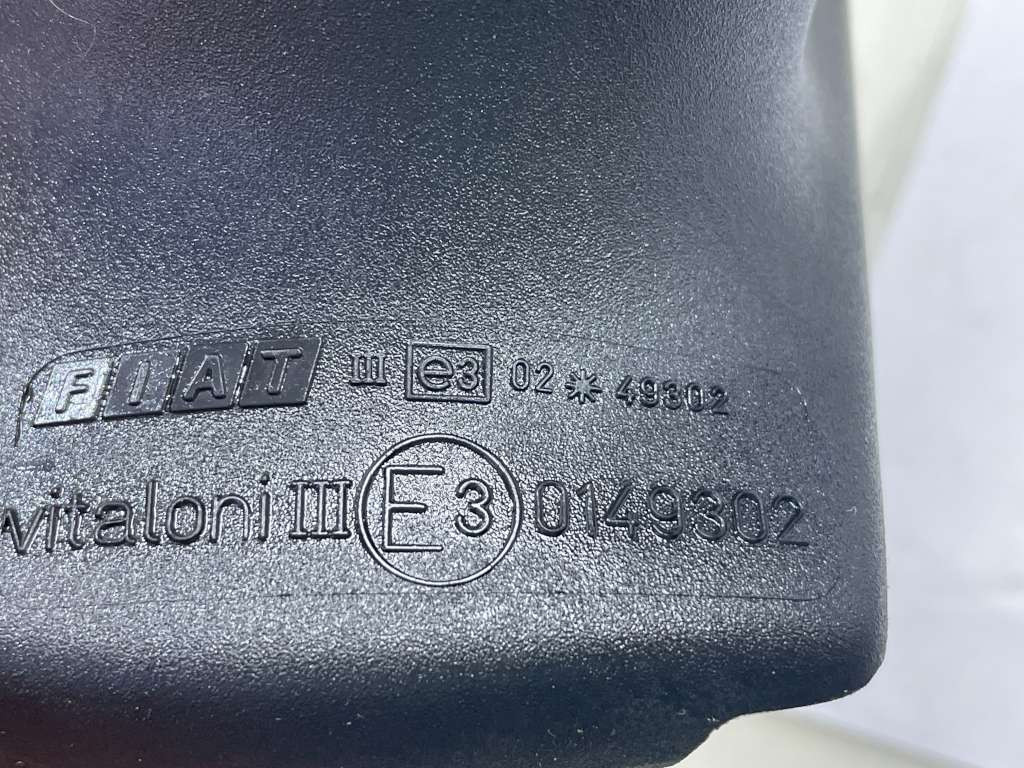 FIAT III e3 02 * 49302
vitaloni III E3 0149302